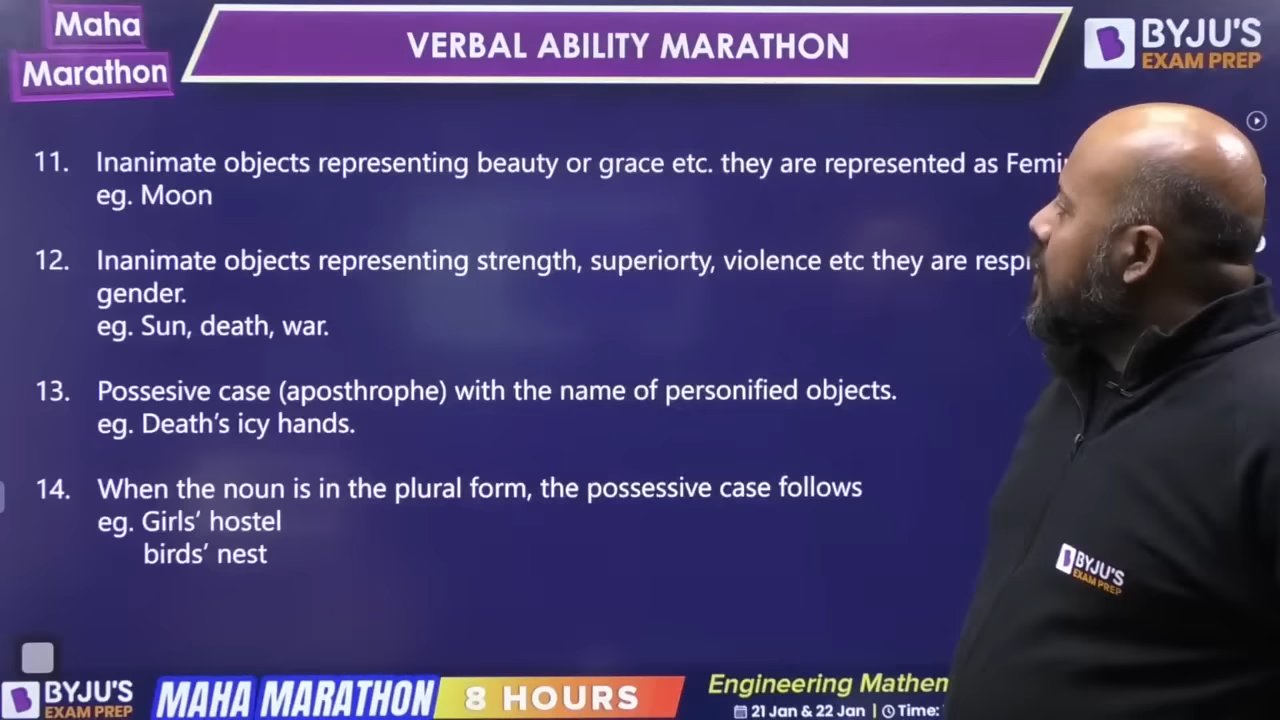 Maha
Marathon
VERBAL ABILITY MARATHON
BYJU'S
EXAM PREP
11. Inanimate objects representing beauty or grace etc. they are represented as
eg. Moon
12. Inanimate objects representing strength, superiorty, violence etc they are
gender.
eg. Sun, death, war.
13. Possesive case (aposthrophe) with the name of personified objects.
eg. Death’s icy hands.
14. When the noun is in the plural form, the possessive case follows
eg. Girls’ hostel
birds’ nest
BYJU'S
EXAM PREP
BYJU'S
EXAM PREP
MAHA MARATHON
8 HOURS
Engineering
21 Jan & 22 Jan | Time: